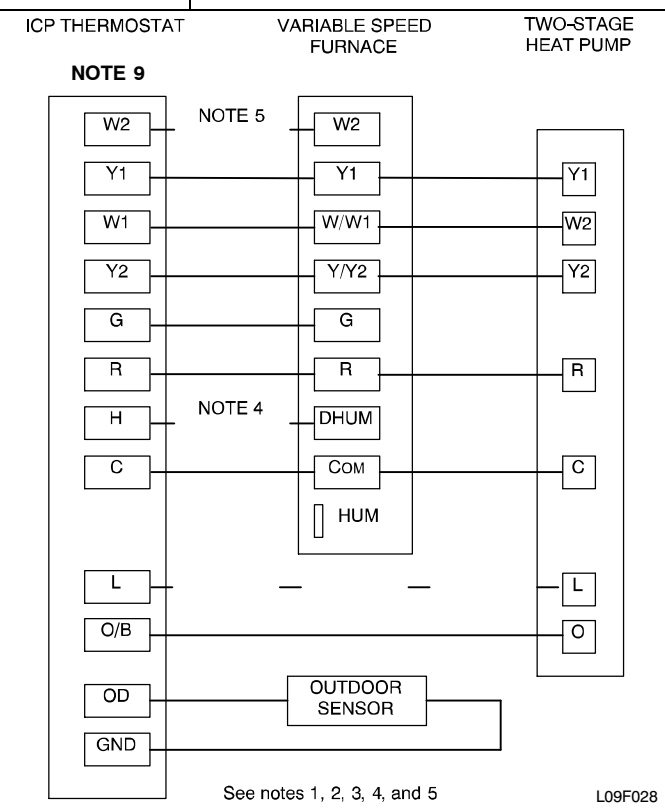 ICP THERMOSTAT VARIABLE SPEED FURNACE TWO-STAGE HEAT PUMP
NOTE 9
W2 NOTE 5 W2
Y1 Y1 Y1
W1 W/W1 W2
Y2 Y/Y2 Y2
G G
R R R
H NOTE 4 DHUM
C COM C
HUM
L L
O/B O
OD OUTDOOR SENSOR
GND
See notes 1, 2, 3, 4, and 5 L09F028